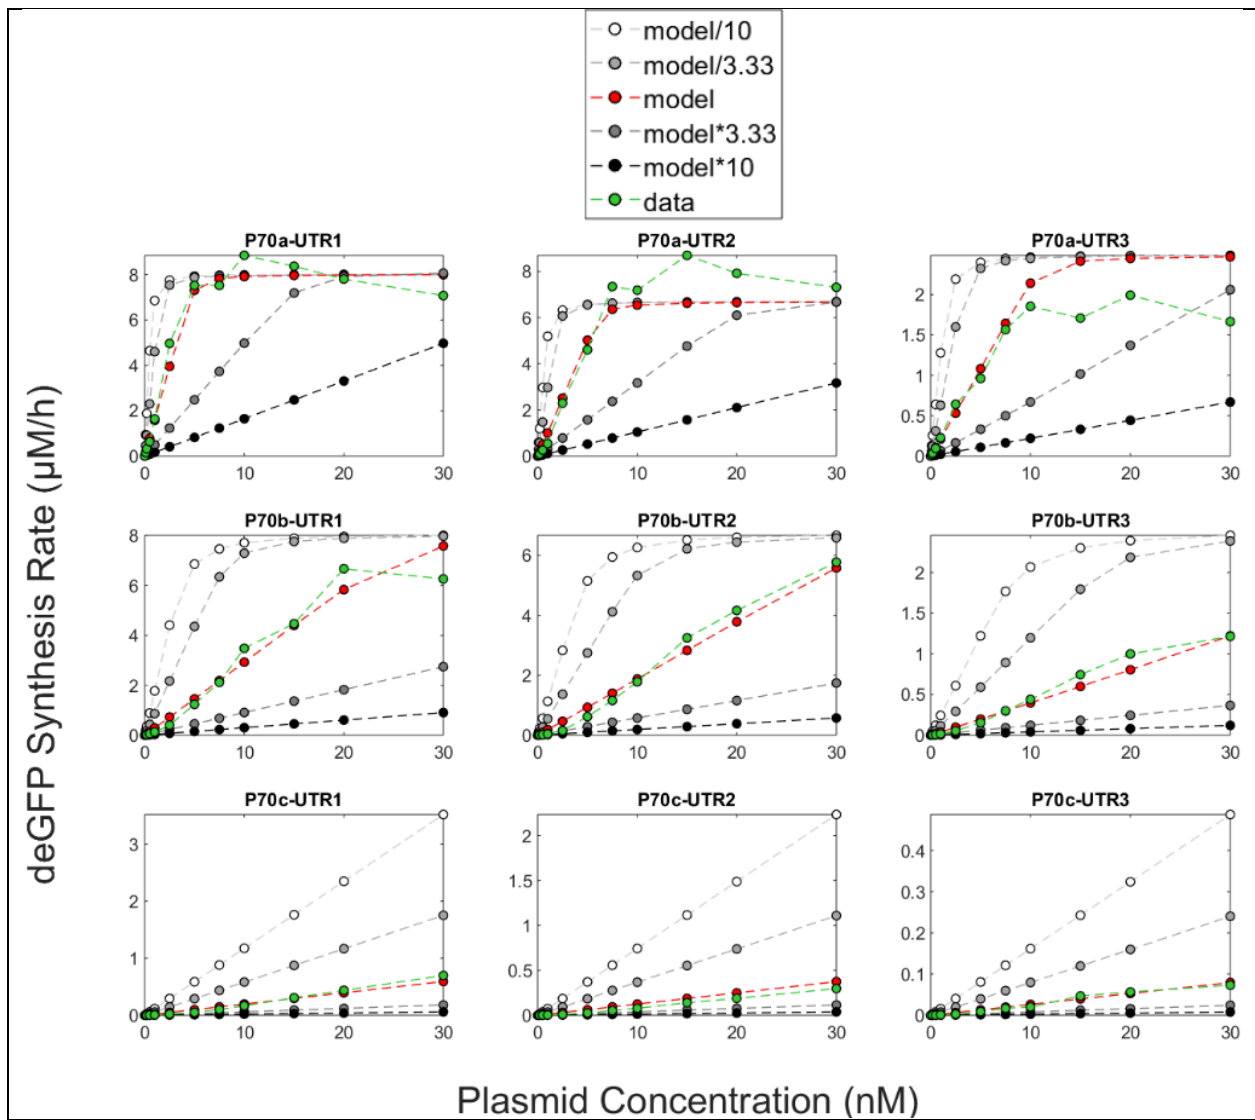 model/10
model/3.33
model
model*3.33
model*10
data
deGFP Synthesis Rate (μM/h)
P70a-UTR1
8
6
4
2
0
0 10 20 30
P70a-UTR2
8
6
4
2
0
0 10 20 30
P70a-UTR3
2
1.5
1
0.5
0
0 10 20 30
P70b-UTR1
8
6
4
2
0
0 10 20 30
P70b-UTR2
6
4
2
0
0 10 20 30
P70b-UTR3
2
1.5
1
0.5
0
0 10 20 30
P70c-UTR1
3
2
1
0
0 10 20 30
P70c-UTR2
2
1.5
1
0.5
0
0 10 20 30
P70c-UTR3
0.4
0.3
0.2
0.1
0
0 10 20 30
Plasmid Concentration (nM)